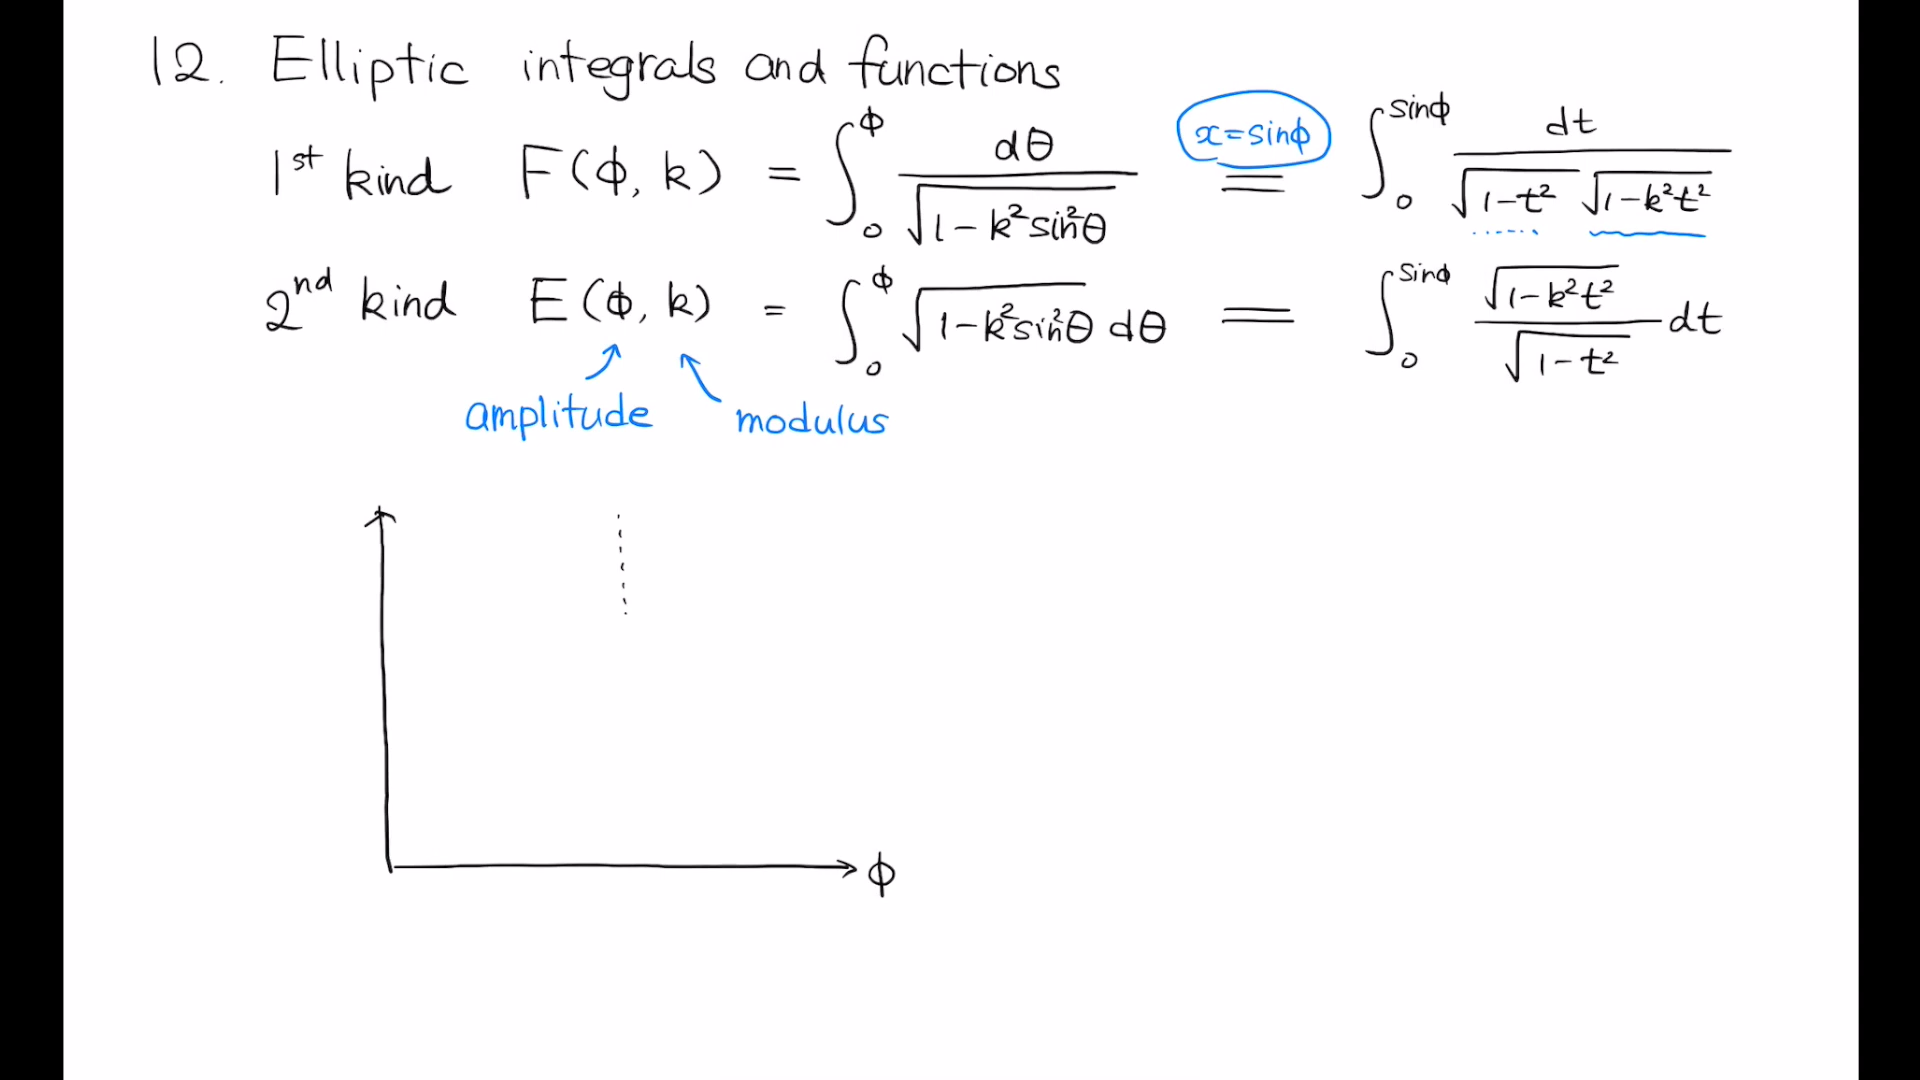 12. Elliptic integrals and functions
1st kind F(ϕ, k) = ∫₀^ϕ dθ / √(1-k²sin²θ) x=sinϕ = ∫₀^sinϕ dt / (√(1-t²) √(1-k²t²))
2nd kind E(ϕ, k) = ∫₀^ϕ √(1-k²sin²θ) dθ = ∫₀^sinϕ √(1-k²t²) / √(1-t²) dt
amplitude modulus
ϕ